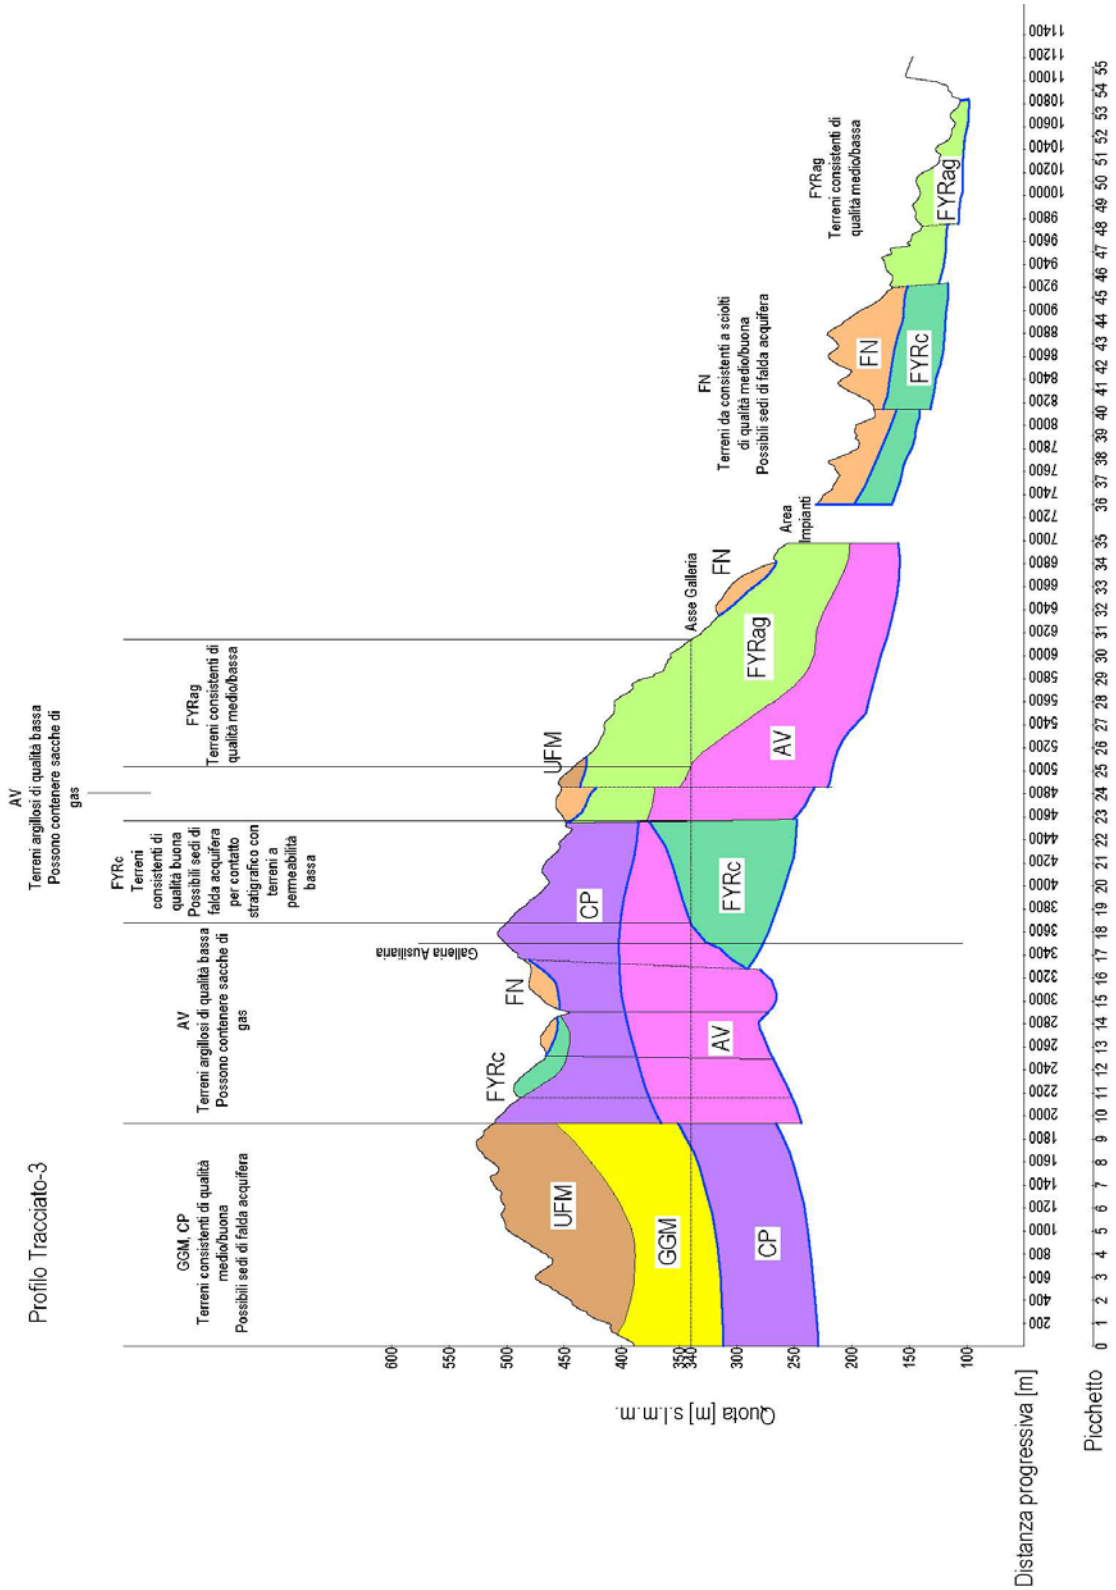 Profilo Tracciato-3
GGM, CP
Terreni consistenti di qualità
medio/buona
Possibili sedi di falda acquifera
AV
Terreni argillosi di qualità bassa
Possono contenere sacche di
gas
FYRc
Terreni
consistenti di
qualità buona
Possibili sedi di
falda acquifera
per contatto
stratigrafico con
terreni a
permeabilità
bassa
AV
Terreni argillosi di qualità bassa
Possono contenere sacche di
gas
FYRag
Terreni consistenti di
qualità medio/bassa
FN
Terreni da consistenti a sciolti
di qualità medio/buona
Possibili sedi di falda acquifera
FYRag
Terreni consistenti di
qualità medio/bassa
Galleria Ausiliaria
Asse Galleria
Area
Impianti
UFM
GGM
CP
FYRc
FN
CP
AV
FYRc
UFM
AV
FYRag
FN
FN
FYRc
FYRag
Quota [m] s.l.m.m.
600
500
450
400
350
340
300
250
200
150
100
Distanza progressiva [m]
200 400 600 800 1000 1200 1400 1600 1800 2000 2200 2400 2600 2800 3000 3200 3400 3600 3800 4000 4200 4400 4600 4800 5000 5200 5400 5600 5800 6000 6200 6400 6600 6800 7000 7200 7400 7600 7800 8000 8200 8400 8600 8800 9000 9200 9400 9600 9800 10000 10200 10400 10600 10800 11000 11200 11400
Picchetto
0 1 2 3 4 5 6 7 8 9 10 11 12 13 14 15 16 17 18 19 20 21 22 23 24 25 26 27 28 29 30 31 32 33 34 35 36 37 38 39 40 41 42 43 44 45 46 47 48 49 50 51 52 53 54 55